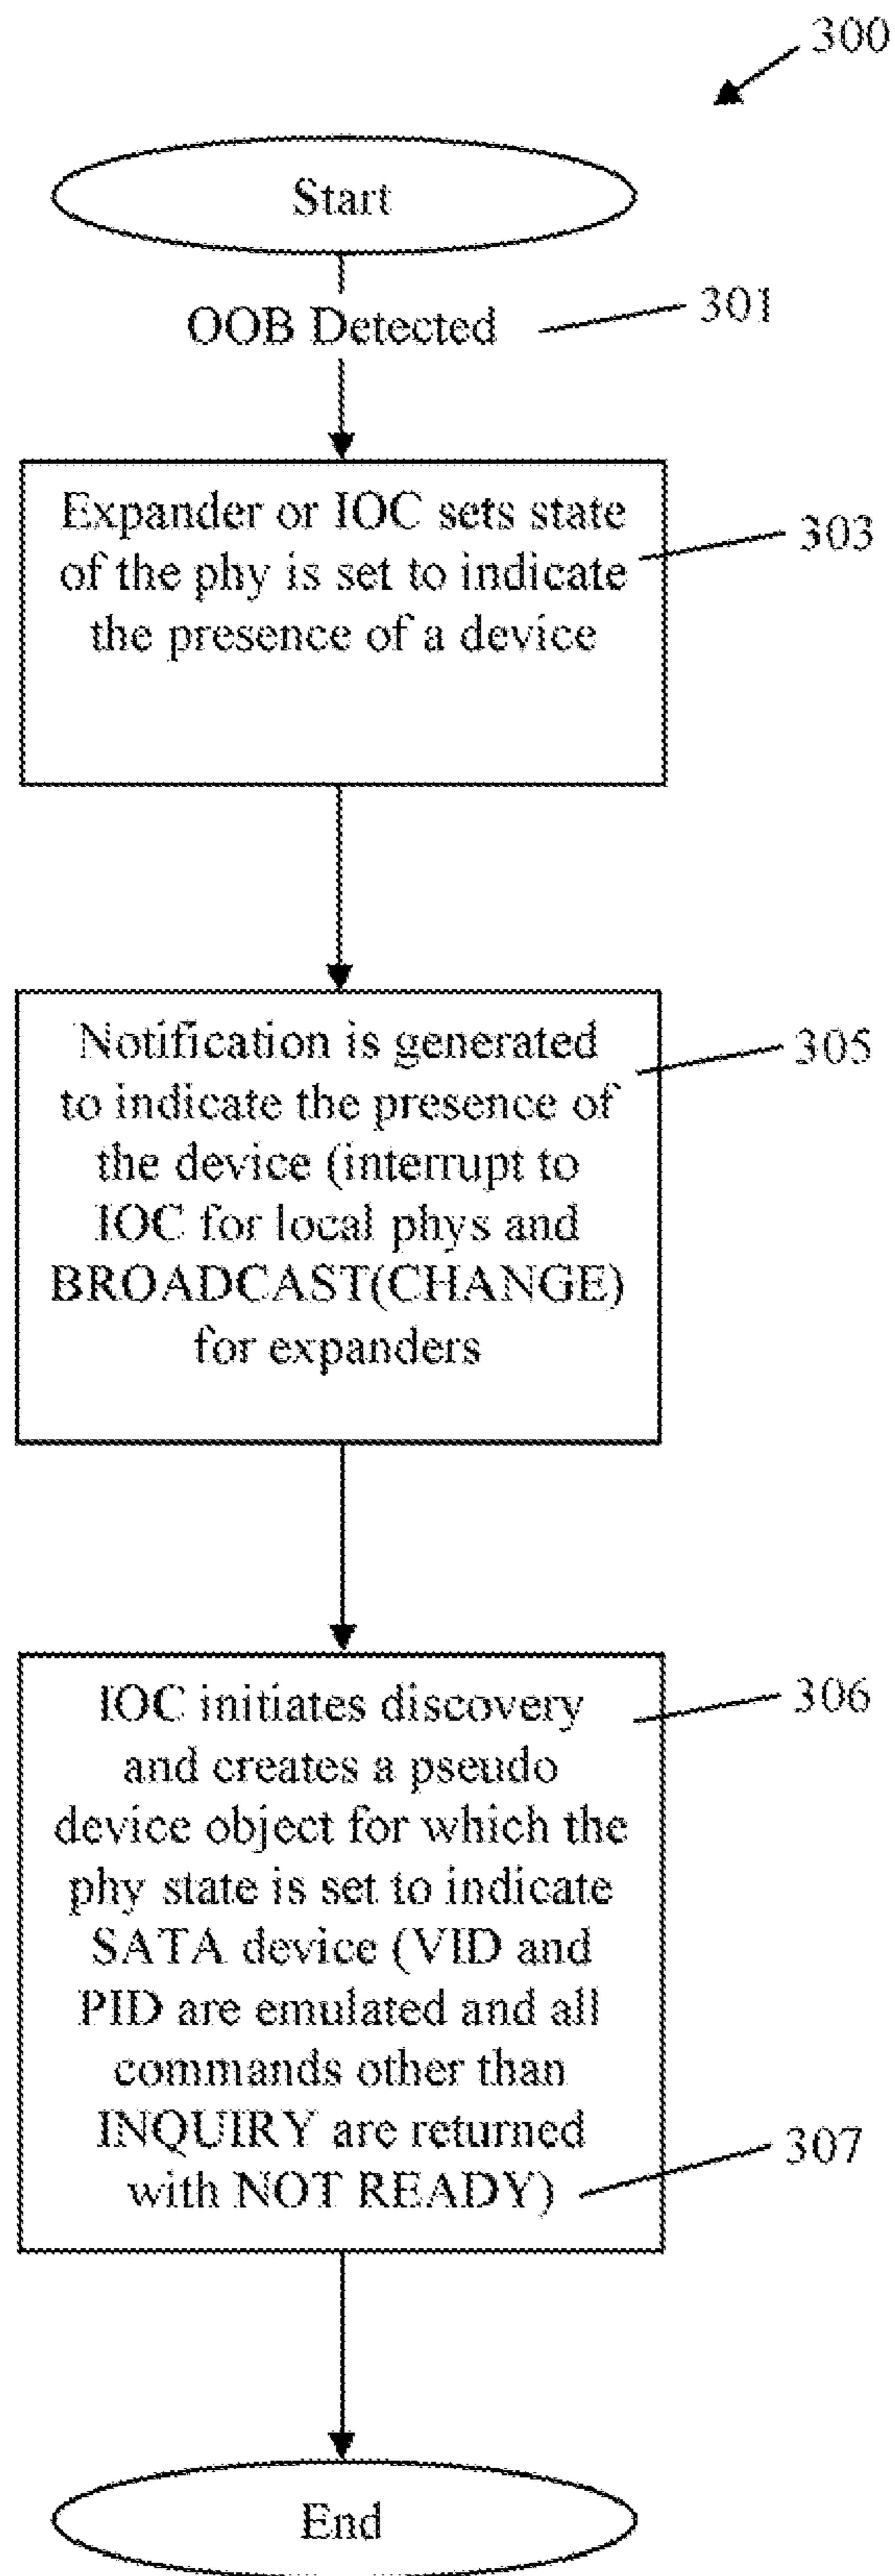 300
Start
OOB Detected
301
Expander or IOC sets state
of the phy is set to indicate
the presence of a device
303
Notification is generated
to indicate the presence of
the device (interrupt to
IOC for local phys and
BROADCAST(CHANGE)
for expanders
305
IOC initiates discovery
and creates a pseudo
device object for which the
phy state is set to indicate
SATA device (VID and
PID are emulated and all
commands other than
INQUIRY are returned
with NOT READY)
306
307
End